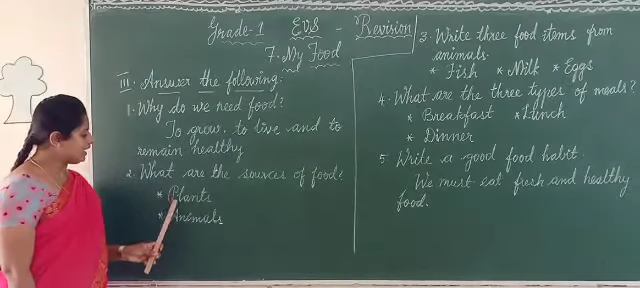 Grade-1 EVS - Revision
7. My Food
III. Answer the following:
1. Why do we need food?
To grow, to live and to
remain healthy
2. What are the sources of food?
* Plants
* Animals
3. Write three food items from
animals.
* Fish * Milk * Eggs
4. What are the three types of meals?
* Breakfast * Lunch
* Dinner
5. Write a good food habit.
We must eat fresh and healthy
food.